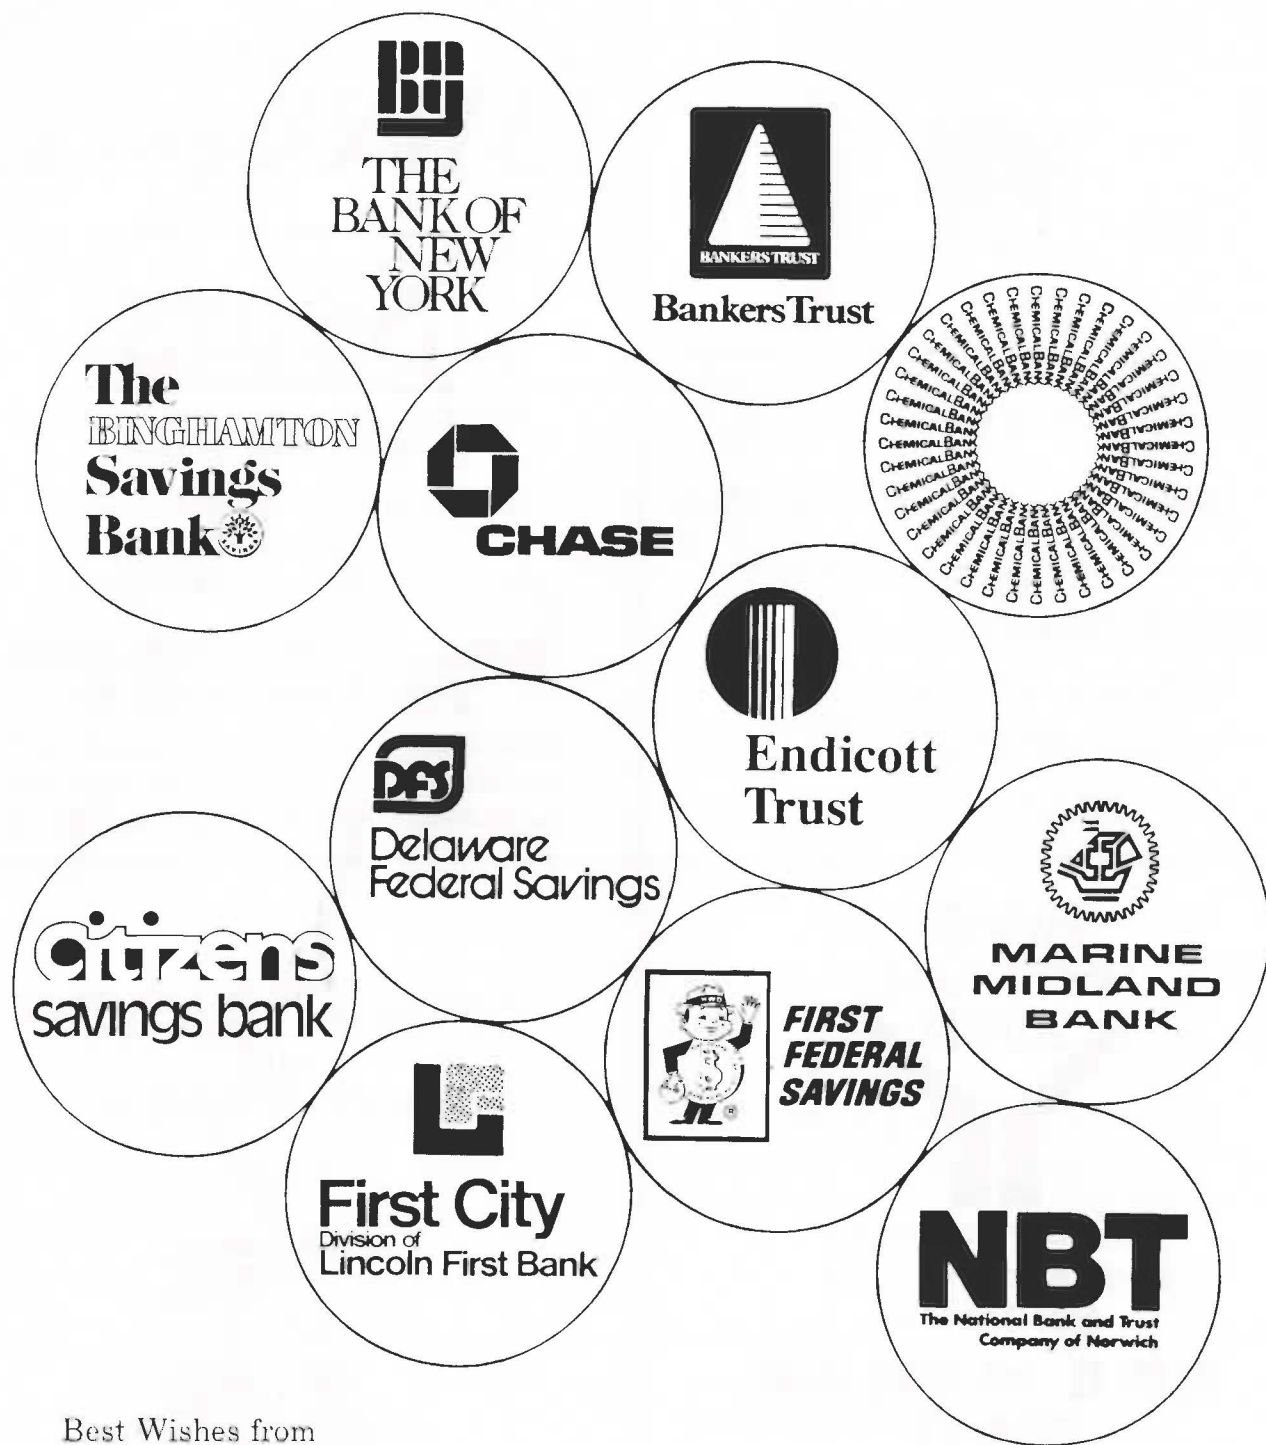 THE
BANK OF
NEW
YORK
BANKERS TRUST
Bankers Trust
The
BINGHAMTON
Savings
Bank
SAVINGS
CHASE
CHEMICALBANK
Endicott
Trust
DFS
Delaware
Federal Savings
Citizens
savings bank
MARINE
MIDLAND
BANK
FIRST
FEDERAL
SAVINGS
$
®
First City
Division of
Lincoln First Bank
NBT
The National Bank and Trust
Company of Norwich
Best Wishes from